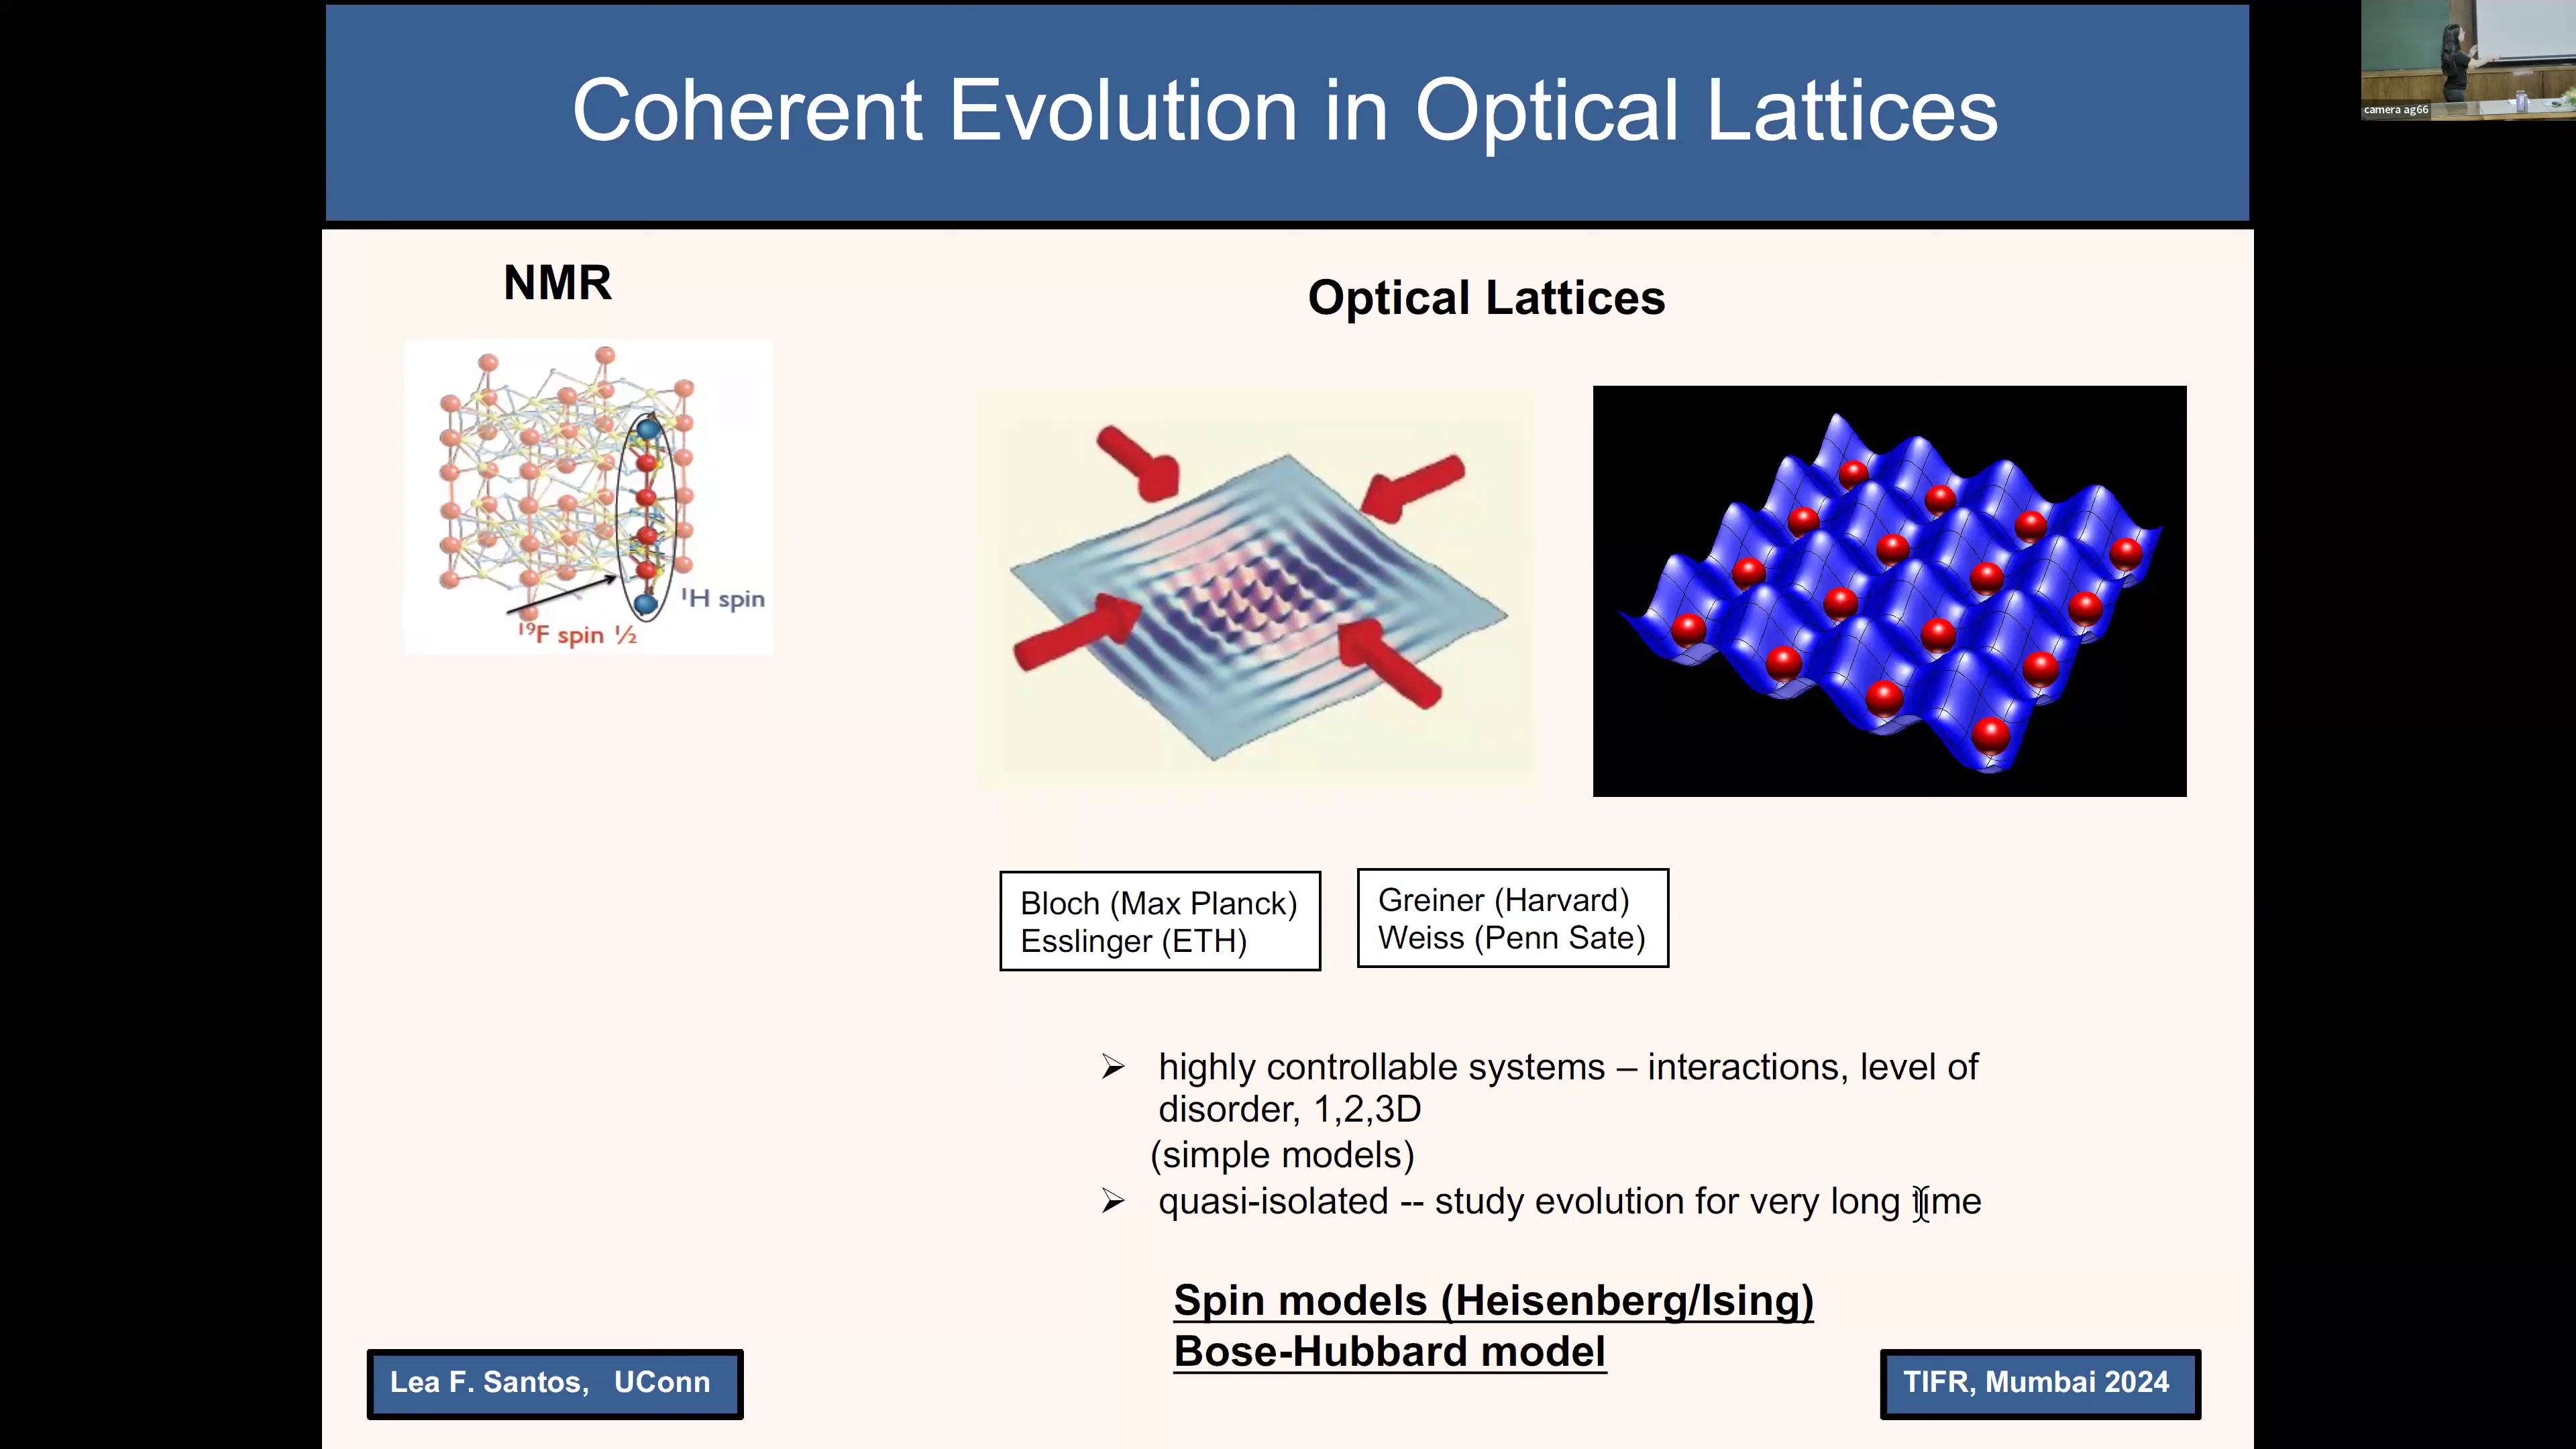 Coherent Evolution in Optical Lattices
camera ag66
NMR
Optical Lattices
¹H spin
¹⁹F spin ½
Bloch (Max Planck)
Esslinger (ETH)
Greiner (Harvard)
Weiss (Penn Sate)
➢ highly controllable systems – interactions, level of
disorder, 1,2,3D
(simple models)
➢ quasi-isolated -- study evolution for very long time
Spin models (Heisenberg/Ising)
Bose-Hubbard model
Lea F. Santos, UConn
TIFR, Mumbai 2024